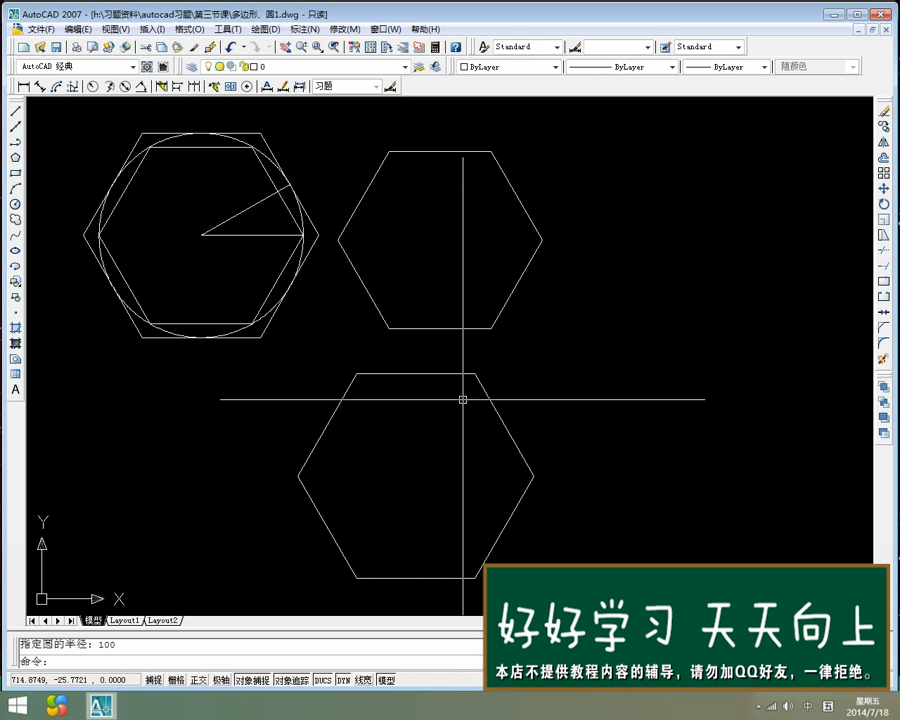 AutoCAD 2007 - [h:\习题资料\autocad习题\第三节课\多边形、圆1.dwg - 只读]
文件(F) 编辑(E) 视图(V) 插入(I) 格式(O) 工具(T) 绘图(D) 标注(N) 修改(M) 窗口(W) 帮助(H)
Standard Standard
AutoCAD 经典 0 ByLayer ByLayer ByLayer 随颜色
习题
A
Y
X
模型 Layout1 Layout2
指定圆的半径: 100
命令:
714.8749, -25.7721 , 0.0000 捕捉 栅格 正交 极轴 对象捕捉 对象追踪 DUCS DYN 线宽 模型
好好学习 天天向上
本店不提供教程内容的辅导，请勿加QQ好友，一律拒绝。
中 五
星期五
2014/7/18